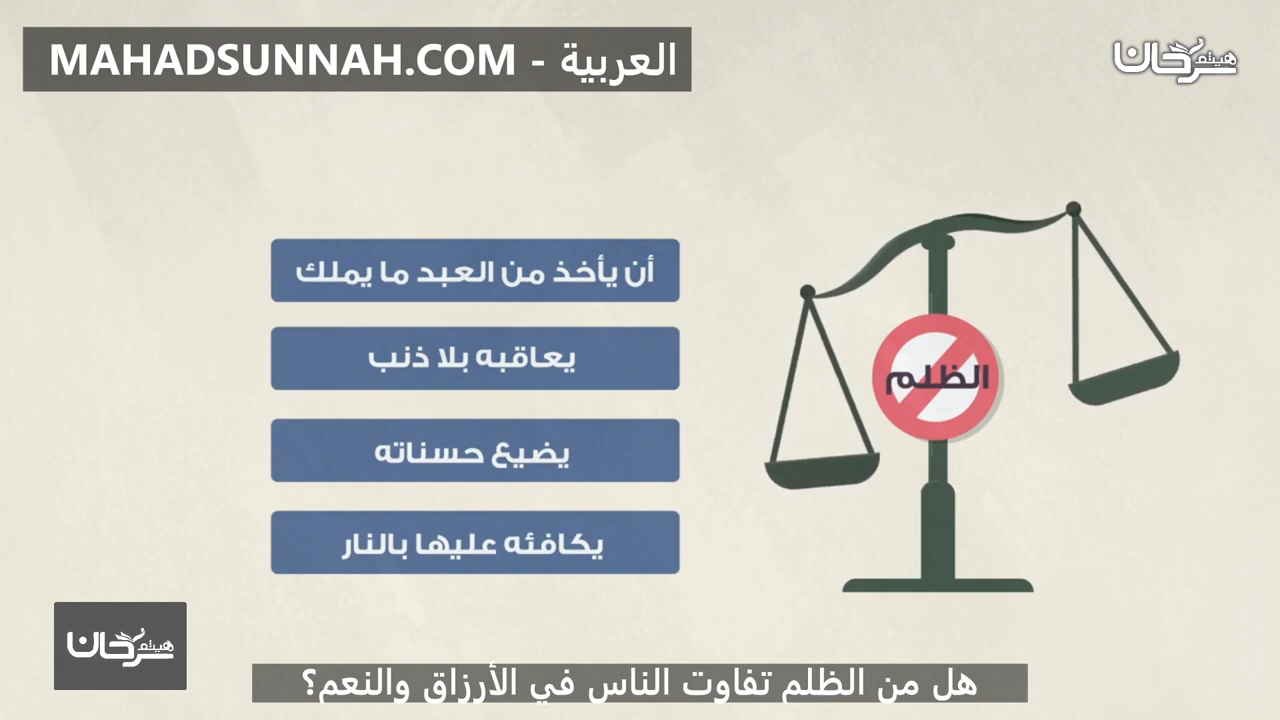 MAHADSUNNAH.COM - العربية
هيثم سرحان
أن يأخذ من العبد ما يملك
يعاقبه بلا ذنب
يضيع حسناته
يكافئه عليها بالنار
الظلم
هيثم سرحان
هل من الظلم تفاوت الناس في الأرزاق والنعم؟